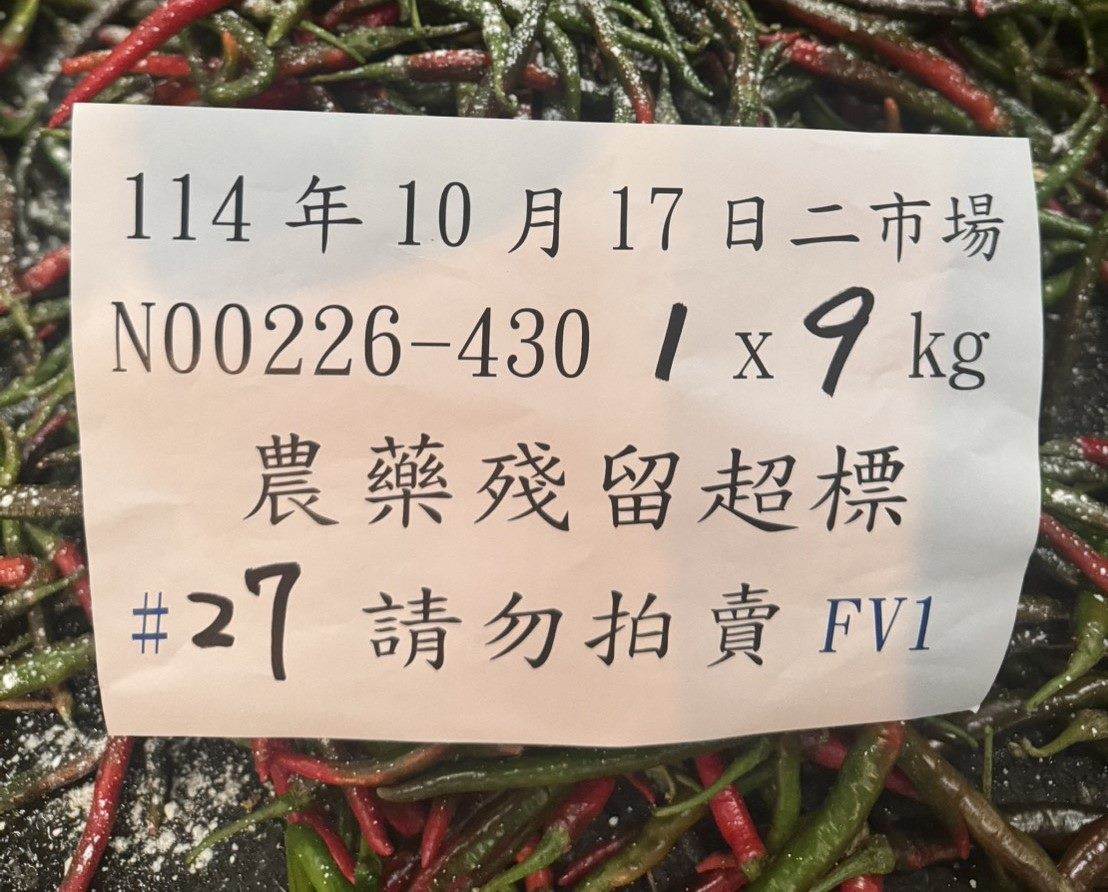 114 年 10 月 17 日二市場
N00226-430 1 x 9 kg
農藥殘留超標
#27 請勿拍賣 FV1